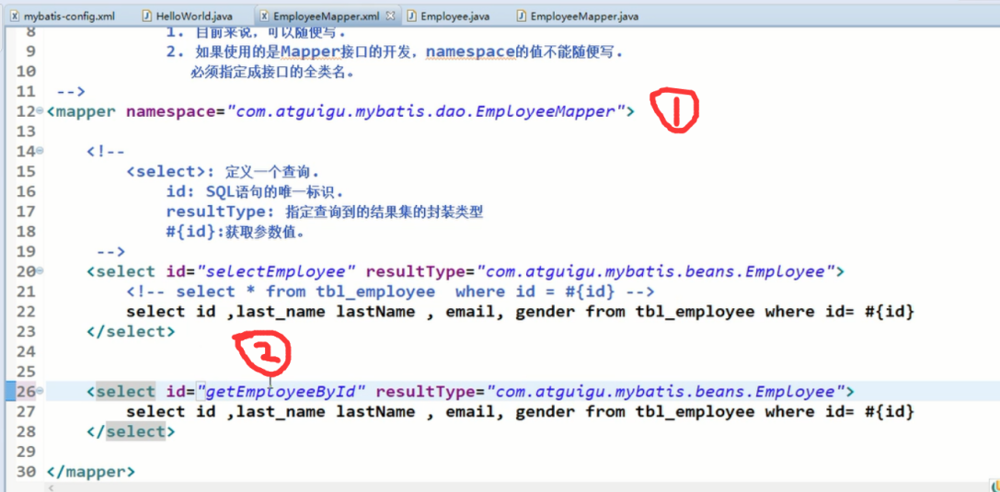 mybatis-config.xml HelloWorld.java EmployeeMapper.xml Employee.java EmployeeMapper.java
8 1. 目前来说，可以随便写.
9 2. 如果使用的是Mapper接口的开发，namespace的值不能随便写.
10 必须指定成接口的全类名。
11 -->
12 <mapper namespace="com.atguigu.mybatis.dao.EmployeeMapper"> 1
13
14 <!--
15 <select>: 定义一个查询.
16 id: SQL语句的唯一标识.
17 resultType: 指定查询到的结果集的封装类型
18 #{id}:获取参数值。
19 -->
20 <select id="selectEmployee" resultType="com.atguigu.mybatis.beans.Employee">
21 <!-- select * from tbl_employee where id = #{id} -->
22 select id ,last_name lastName , email, gender from tbl_employee where id= #{id}
23 </select>
24
2
25
26 <select id="getEmployeeById" resultType="com.atguigu.mybatis.beans.Employee">
27 select id ,last_name lastName , email, gender from tbl_employee where id= #{id}
28 </select>
29
30 </mapper>